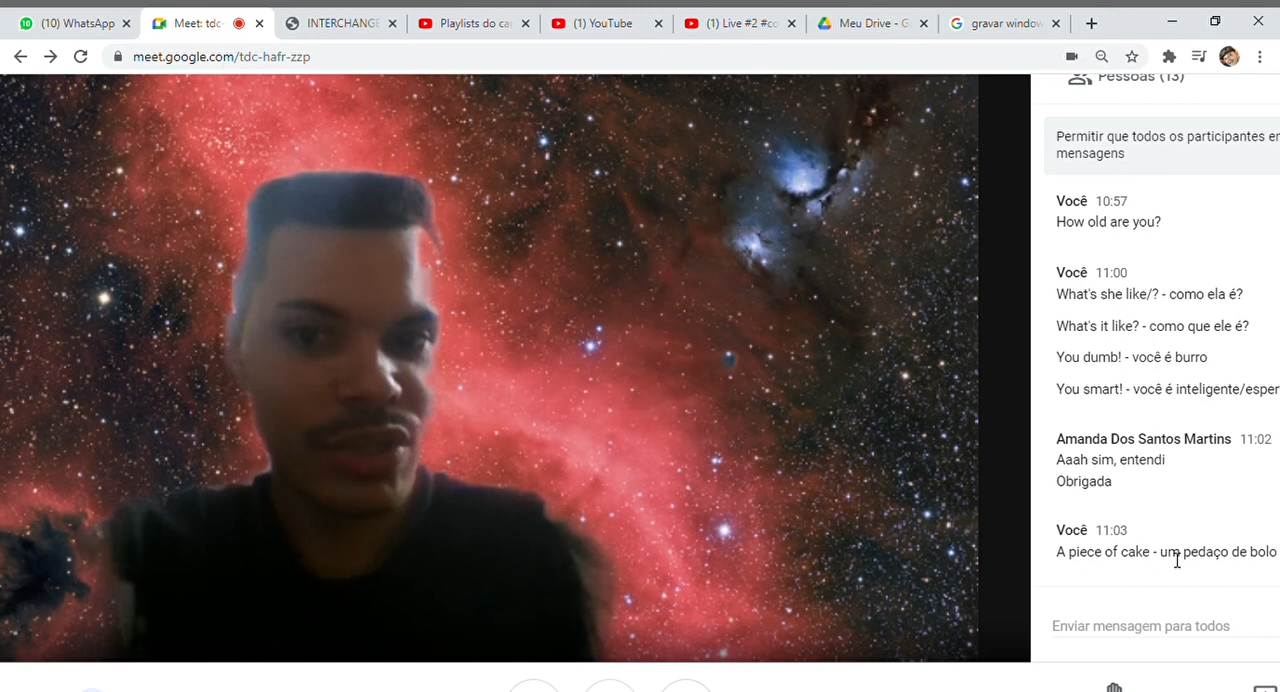 (10) WhatsApp
Meet: tdc-
INTERCHANGE
Playlists do ca
(1) YouTube
(1) Live #2 #co
Meu Drive - G
gravar window
meet.google.com/tdc-hafr-zzp
Pessoas (13)
Permitir que todos os participantes en
mensagens
Você 10:57
How old are you?
Você 11:00
What's she like/? - como ela é?
What's it like? - como que ele é?
You dumb! - você é burro
You smart! - você é inteligente/esper
Amanda Dos Santos Martins 11:02
Aaah sim, entendi
Obrigada
Você 11:03
A piece of cake - um pedaço de bolo
Enviar mensagem para todos